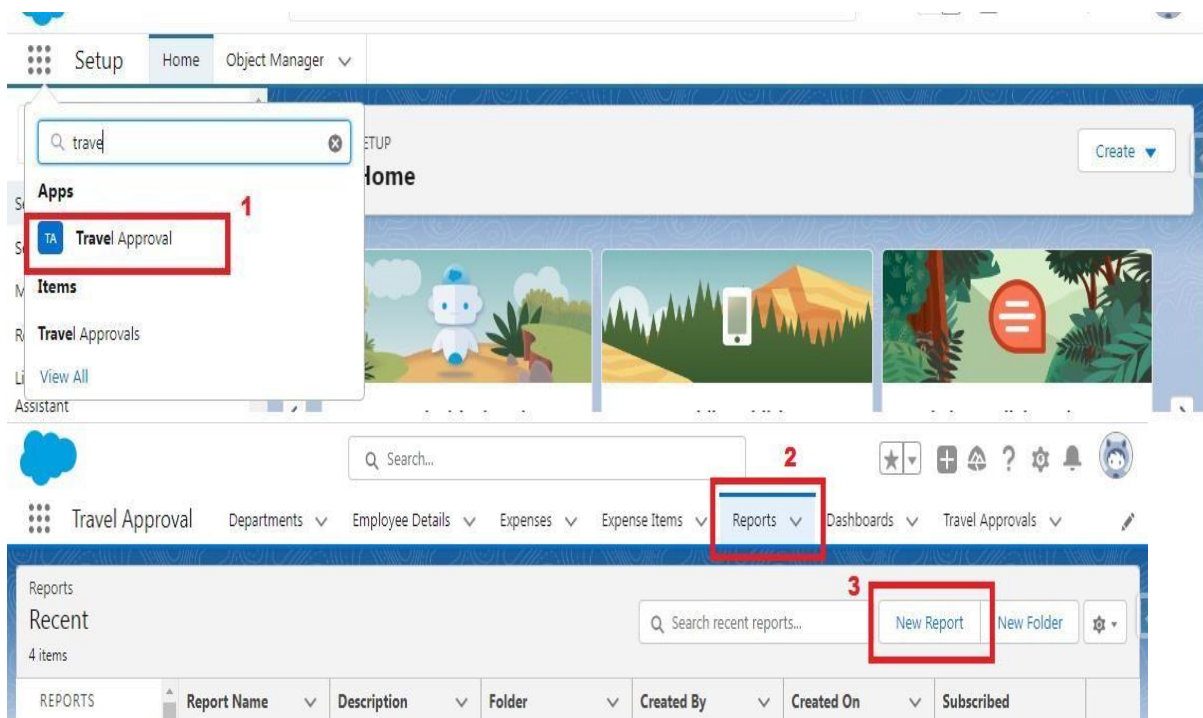 Setup Home Object Manager
trave
ETUP
Create
Home
Apps
1
TA Travel Approval
Items
Travel Approvals
View All
Assistant
Search...
2
Travel Approval Departments Employee Details Expenses Expense Items Reports Dashboards Travel Approvals
Reports
3
Recent
Search recent reports... New Report New Folder
4 items
REPORTS Report Name Description Folder Created By Created On Subscribed